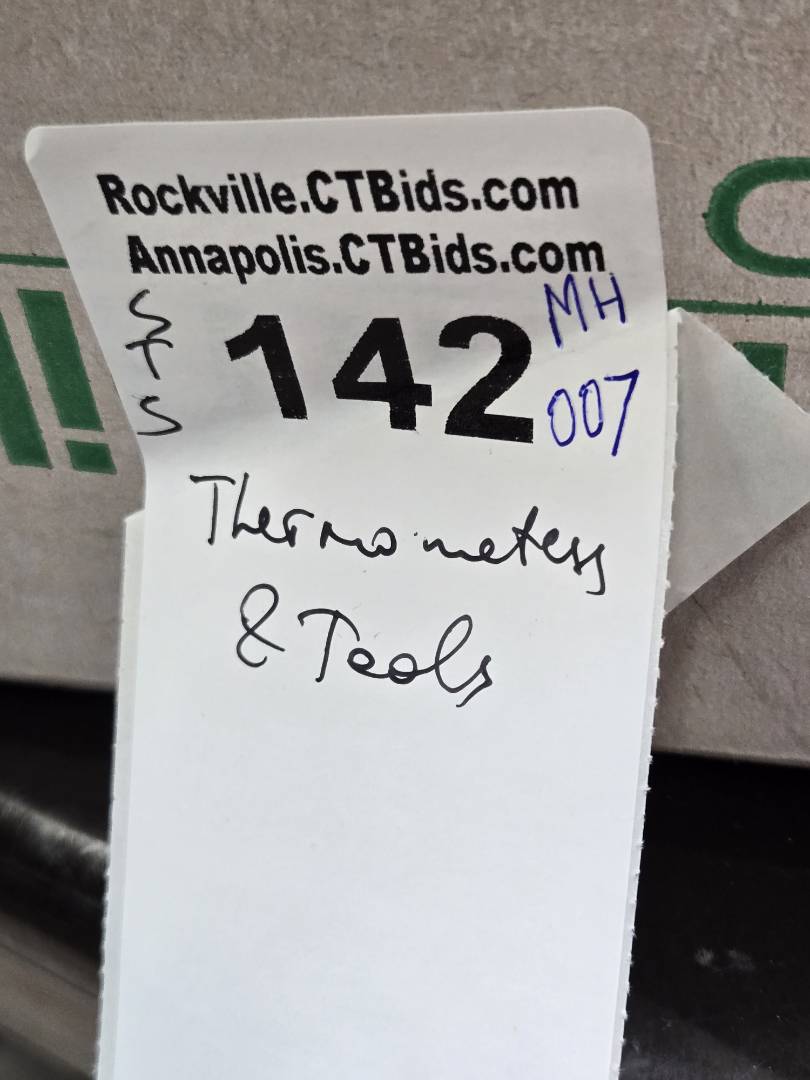 Rockville.CTBids.com
Annapolis.CTBids.com
STS
142
MH
007
Thermometers
& Tools